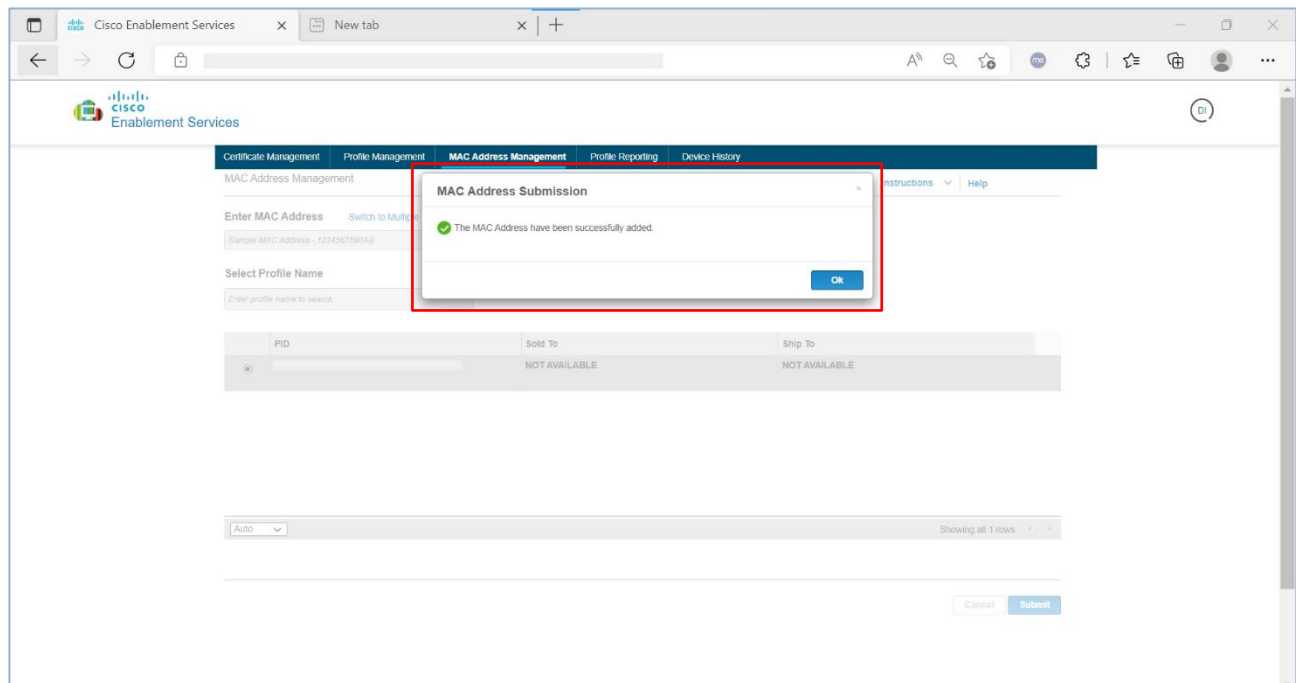 Cisco Enablement Services
New tab
CISCO
Enablement Services
DI
Certificate Management Profile Management MAC Address Management Profile Reporting Device History
MAC Address Management
nstructions Help
MAC Address Submission
The MAC Address have been successfully added.
Ok
Enter MAC Address Switch to Multiple
Sample MAC Address - 1234567890AB
Select Profile Name
Enter profile name to search
PID Sold To Ship To
NOT AVAILABLE NOT AVAILABLE
Auto Showing all 1 rows
Cancel Submit